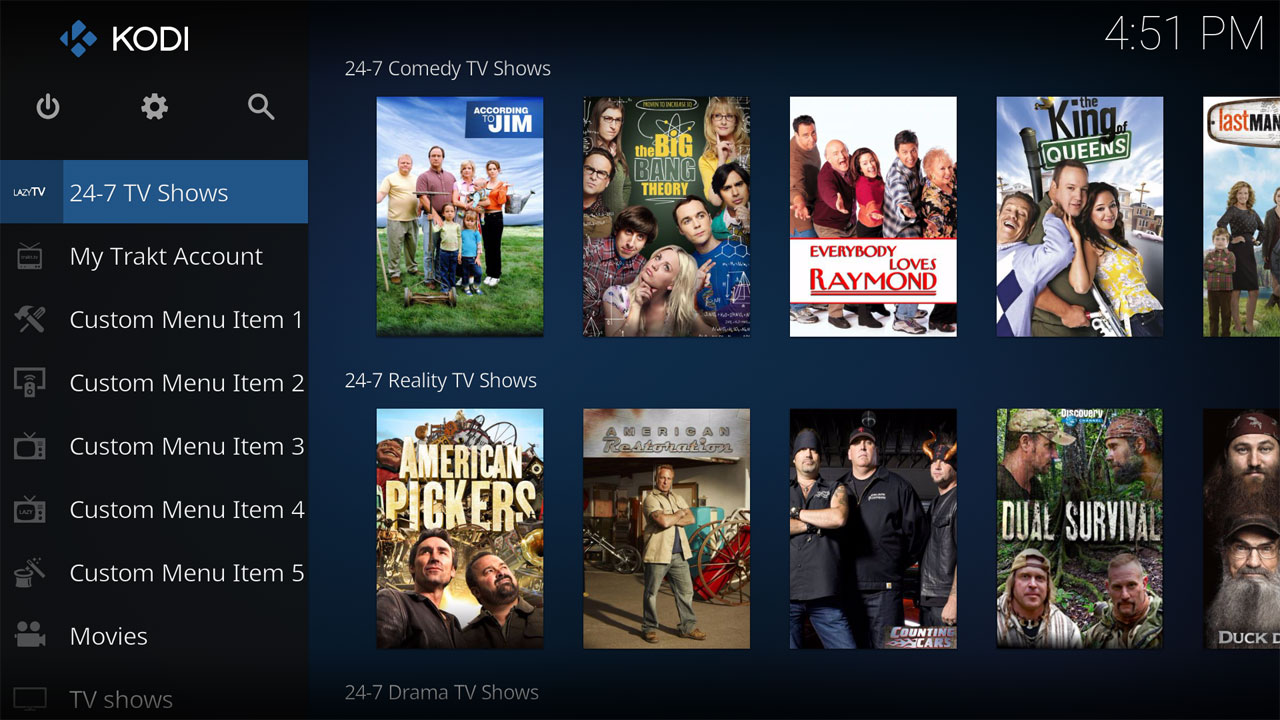 KODI
4:51 PM
LAZYTV
24-7 TV Shows
My Trakt Account
Custom Menu Item 1
Custom Menu Item 2
Custom Menu Item 3
Custom Menu Item 4
LAZY
Custom Menu Item 5
Movies
TV shows
24-7 Comedy TV Shows
ACCORDING
TO JIM
PROVEN TO INCREASE IQ
the BIG
BANG
THEORY
EVERYBODY
LOVES
RAYMOND
the
King of
QUEENS
last MAN
24-7 Reality TV Shows
AMERICAN
PICKERS
AMERICAN
Restoration
COUNTING
CARS
Discovery
CHANNEL
DUAL SURVIVAL
DUCK D
24-7 Drama TV Shows